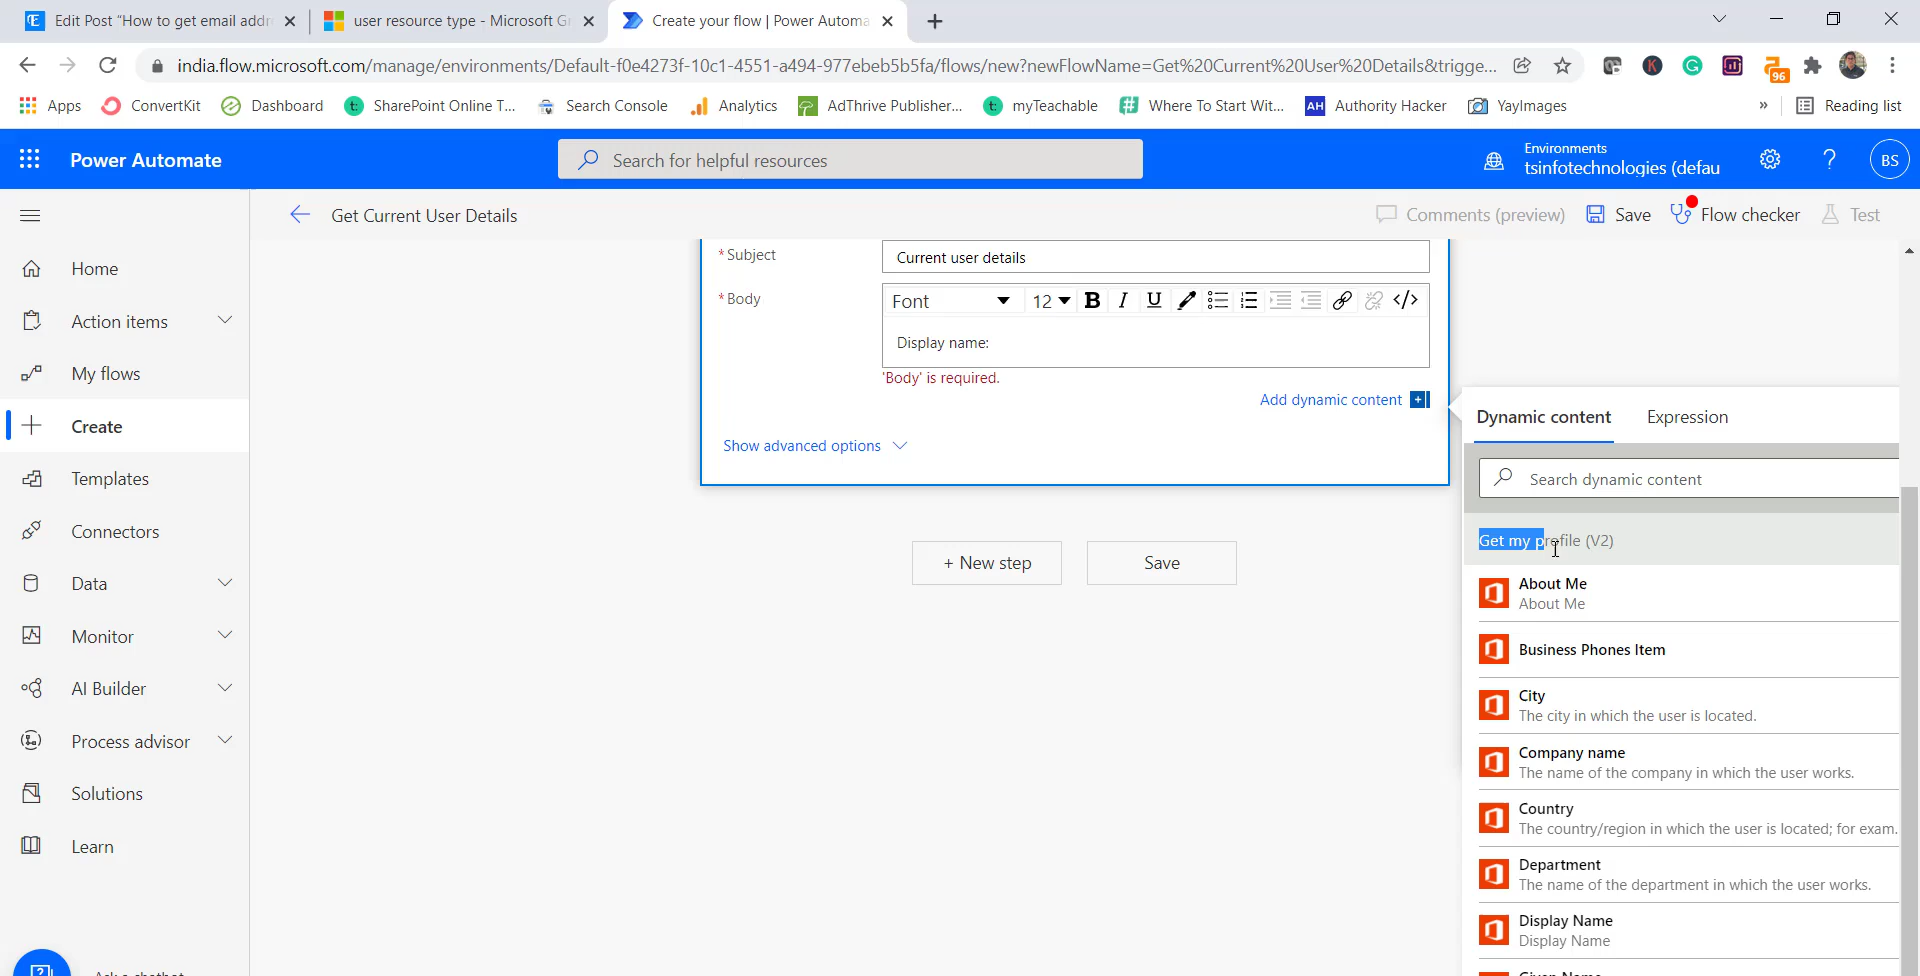 Edit Post "How to get email addr
user resource type - Microsoft G
Create your flow | Power Automa
india.flow.microsoft.com/manage/environments/Default-f0e4273f-10c1-4551-a494-977ebeb5b5fa/flows/new?newFlowName=Get%20Current%20User%20Details&trigge...
96
Apps
ConvertKit
Dashboard
SharePoint Online T...
Search Console
Analytics
AdThrive Publisher...
myTeachable
Where To Start Wit...
AH
Authority Hacker
YayImages
»
Reading list
Power Automate
Search for helpful resources
Environments
tsinfotechnologies (defau
?
BS
Get Current User Details
Comments (preview)
Save
Flow checker
Test
Home
Action items
My flows
Create
Templates
Connectors
Data
Monitor
AI Builder
Process advisor
Solutions
Learn
* Subject
Current user details
* Body
Font
12
B
I
U
</>
Display name:
'Body' is required.
Add dynamic content
Show advanced options
+ New step
Save
Dynamic content
Expression
Search dynamic content
Get my profile (V2)
About Me
About Me
Business Phones Item
City
The city in which the user is located.
Company name
The name of the company in which the user works.
Country
The country/region in which the user is located; for exam.
Department
The name of the department in which the user works.
Display Name
Display Name